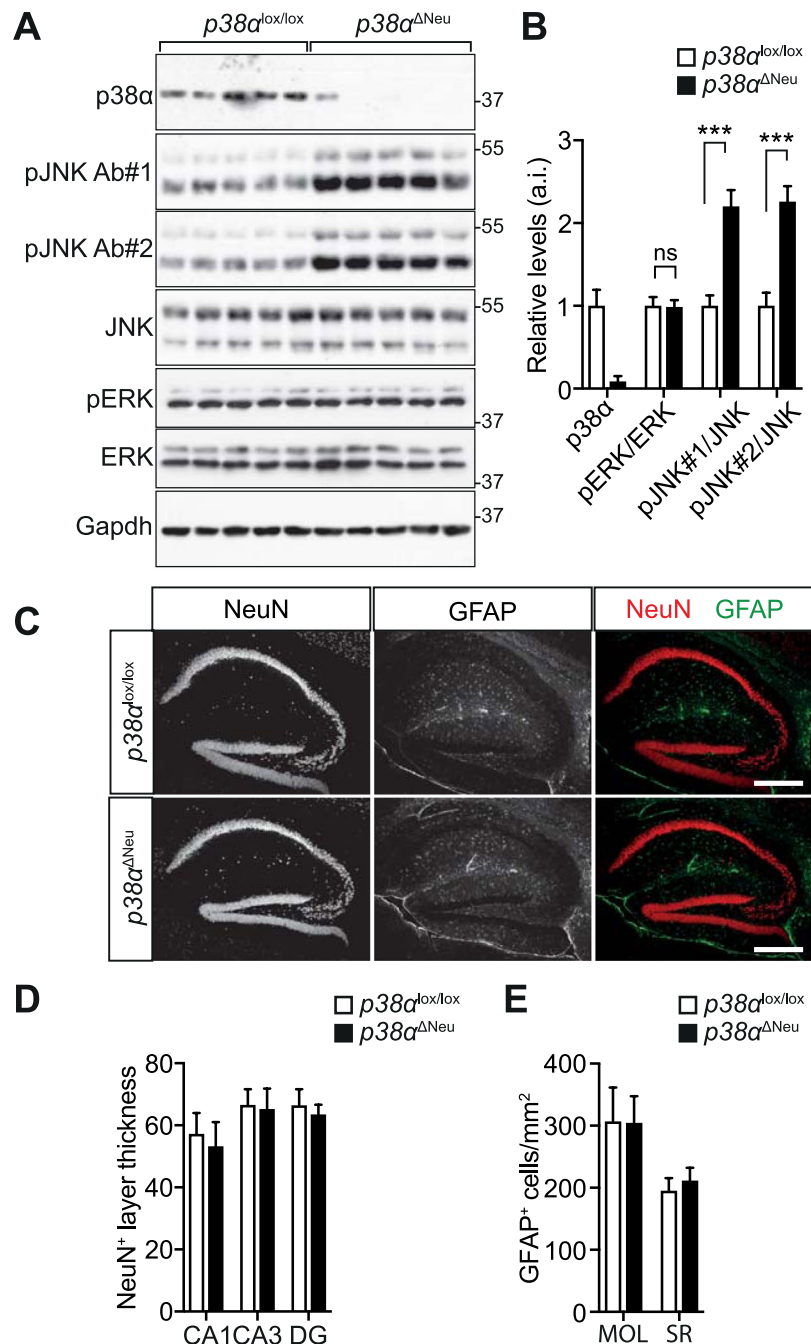 A
p38α lox/lox
p38α ΔNeu
p38α
-37
pJNK Ab#1
-55
pJNK Ab#2
-55
JNK
-55
pERK
-37
ERK
-37
Gapdh
-37
B
p38α lox/lox
p38α ΔNeu
Relative levels (a.i.)
3
2
1
0
ns
***
***
p38α
pERK/ERK
pJNK#1/JNK
pJNK#2/JNK
C
NeuN
GFAP
NeuN GFAP
p38α lox/lox
p38α ΔNeu
D
p38α lox/lox
p38α ΔNeu
NeuN+ layer thickness
80
60
40
20
0
CA1 CA3 DG
E
p38α lox/lox
p38α ΔNeu
GFAP+ cells/mm2
400
300
200
100
0
MOL SR